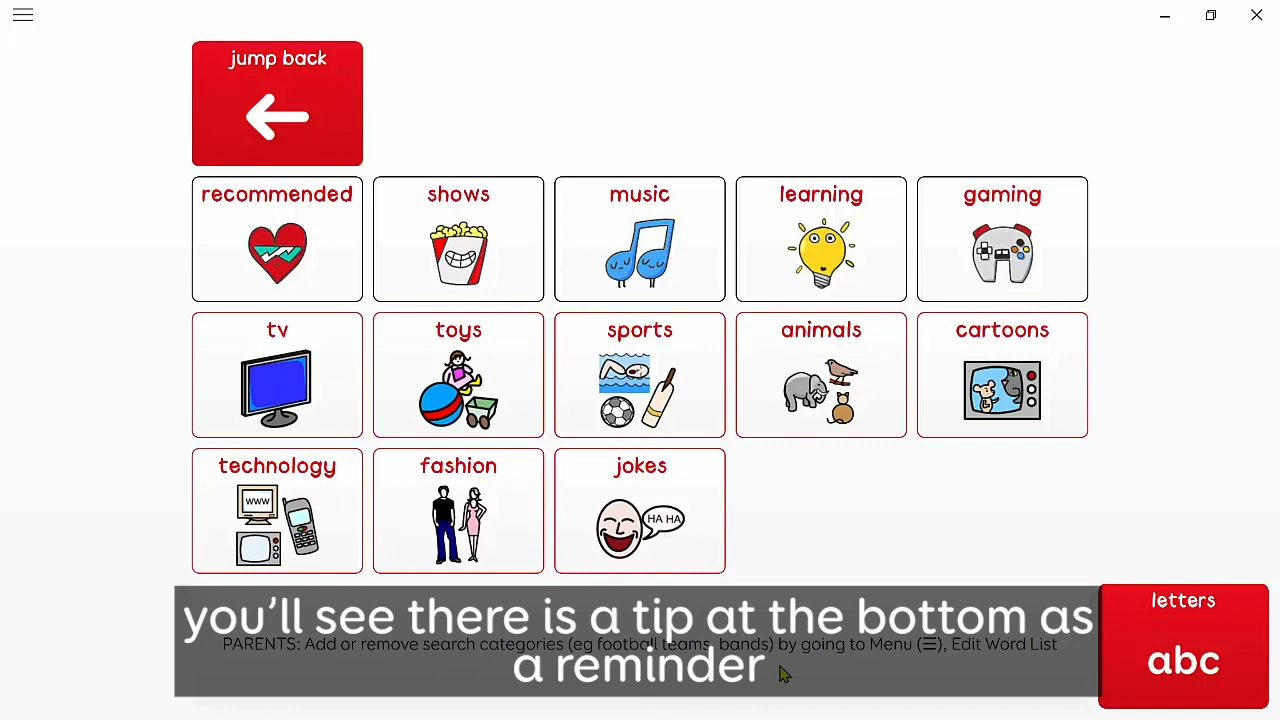 jump back
recommended
shows
music
learning
gaming
tv
toys
sports
animals
cartoons
technology
www
fashion
jokes
HA HA
you'll see there is a tip at the bottom as
a reminder
PARENTS: Add or remove search categories (eg football teams, bands) by going to Menu (☰), Edit Word List
letters
abc